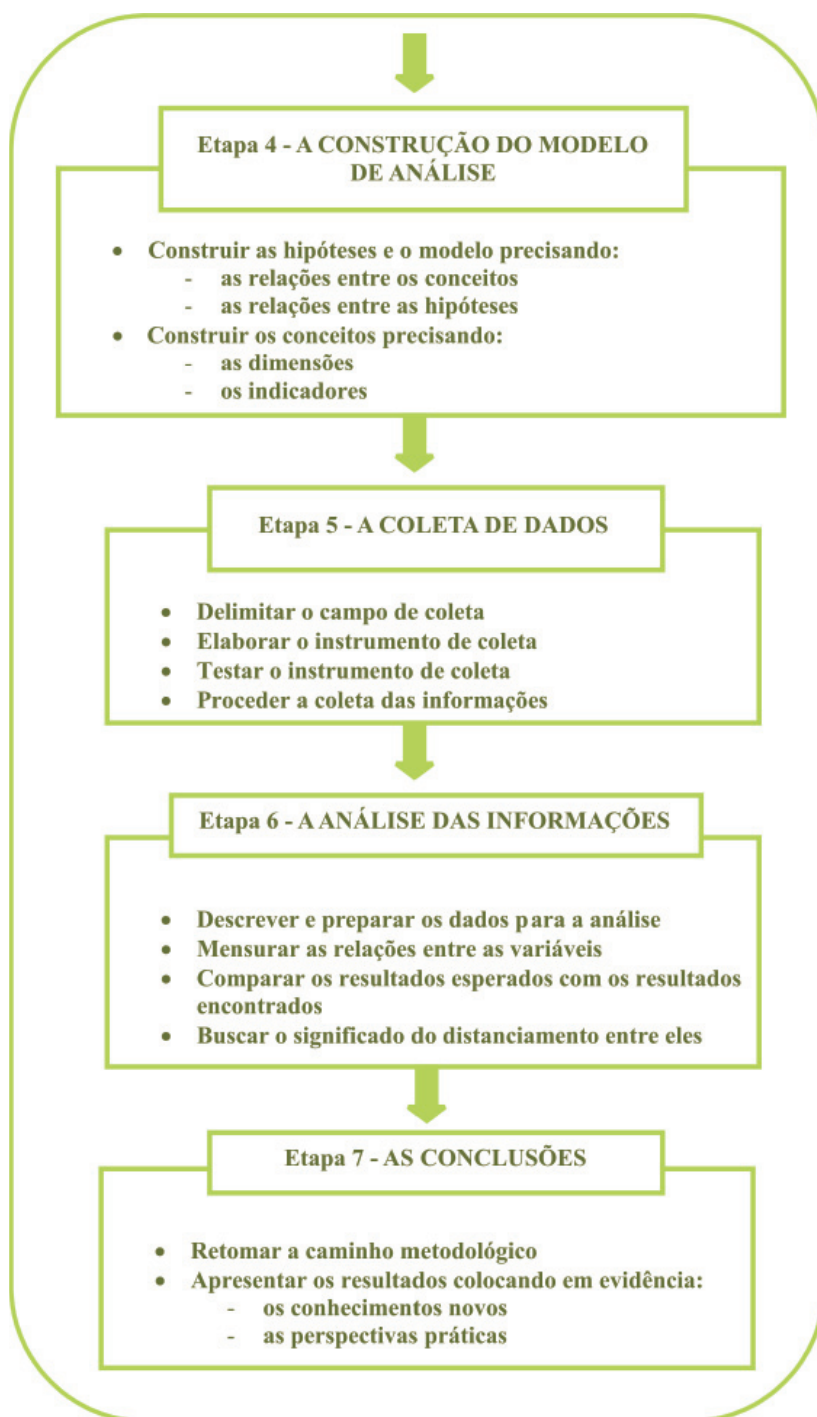 Etapa 4 - A CONSTRUÇÃO DO MODELO
DE ANÁLISE
• Construir as hipóteses e o modelo precisando:
- as relações entre os conceitos
- as relações entre as hipóteses
• Construir os conceitos precisando:
- as dimensões
- os indicadores
Etapa 5 - A COLETA DE DADOS
• Delimitar o campo de coleta
• Elaborar o instrumento de coleta
• Testar o instrumento de coleta
• Proceder a coleta das informações
Etapa 6 - A ANÁLISE DAS INFORMAÇÕES
• Descrever e preparar os dados para a análise
• Mensurar as relações entre as variáveis
• Comparar os resultados esperados com os resultados
encontrados
• Buscar o significado do distanciamento entre eles
Etapa 7 - AS CONCLUSÕES
• Retomar a caminho metodológico
• Apresentar os resultados colocando em evidência:
- os conhecimentos novos
- as perspectivas práticas